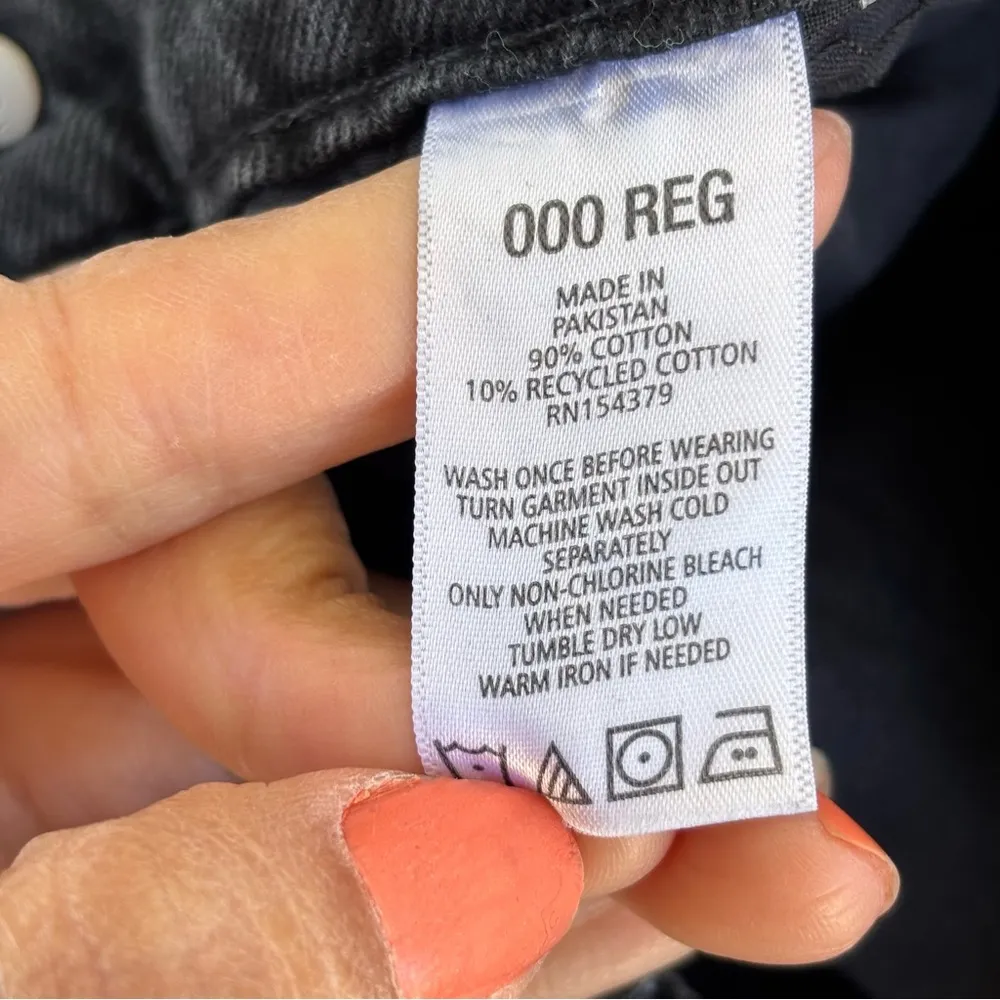 000 REG
MADE IN
PAKISTAN
90% COTTON
10% RECYCLED COTTON
RN154379
WASH ONCE BEFORE WEARING
TURN GARMENT INSIDE OUT
MACHINE WASH COLD
SEPARATELY
ONLY NON-CHLORINE BLEACH
WHEN NEEDED
TUMBLE DRY LOW
WARM IRON IF NEEDED